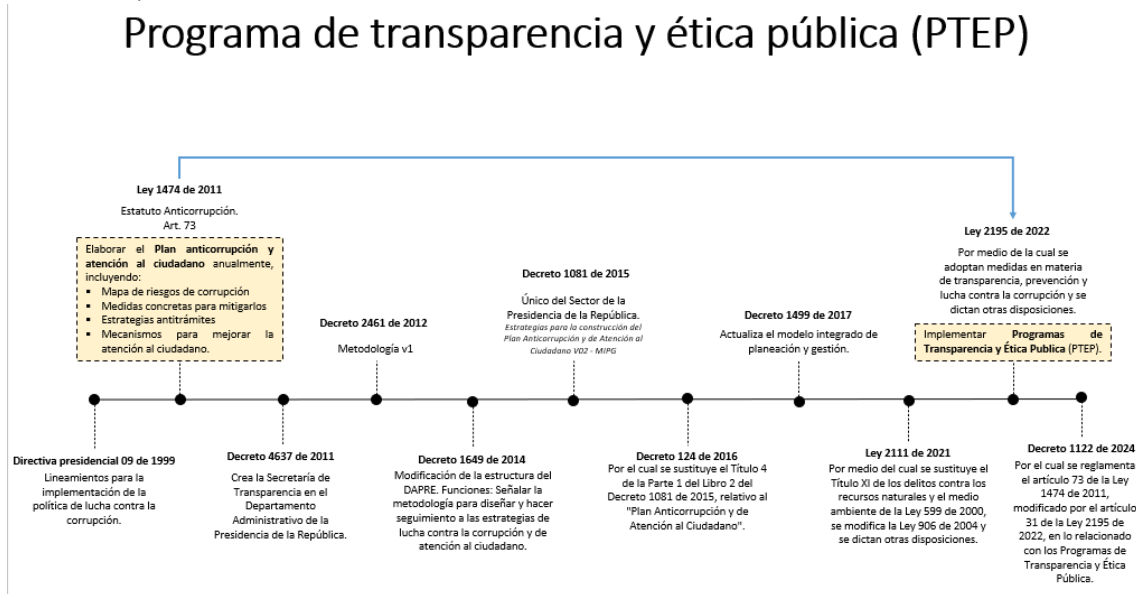 Programa de transparencia y ética pública (PTEP)
Ley 1474 de 2011
Estatuto Anticorrupción.
Art. 73
Elaborar el Plan anticorrupción y
atención al ciudadano anualmente,
incluyendo:
▪ Mapa de riesgos de corrupción
▪ Medidas concretas para mitigarlos
▪ Estrategias antitrámites
▪ Mecanismos para mejorar la
atención al ciudadano.
Decreto 2461 de 2012
Metodología v1
Decreto 1081 de 2015
Único del Sector de la
Presidencia de la República.
Estrategias para la construcción del
Plan Anticorrupción y de Atención al
Ciudadano V02 - MIPG
Decreto 1499 de 2017
Actualiza el modelo integrado de
planeación y gestión.
Ley 2195 de 2022
Por medio de la cual se
adoptan medidas en materia
de transparencia, prevención y
lucha contra la corrupción y se
dictan otras disposiciones.
Implementar Programas de
Transparencia y Ética Publica (PTEP).
Directiva presidencial 09 de 1999
Lineamientos para la
implementación de la
política de lucha contra la
corrupción.
Decreto 4637 de 2011
Crea la Secretaría de
Transparencia en el
Departamento
Administrativo de la
Presidencia de la República.
Decreto 1649 de 2014
Modificación de la estructura del
DAPRE. Funciones: Señalar la
metodología para diseñar y hacer
seguimiento a las estrategias de
lucha contra la corrupción y de
atención al ciudadano.
Decreto 124 de 2016
Por el cual se sustituye el Título 4
de la Parte 1 del Libro 2 del
Decreto 1081 de 2015, relativo al
"Plan Anticorrupción y de
Atención al Ciudadano".
Ley 2111 de 2021
Por medio del cual se sustituye el
Título XI de los delitos contra los
recursos naturales y el medio
ambiente de la Ley 599 de 2000,
se modifica la Ley 906 de 2004 y
se dictan otras disposiciones.
Decreto 1122 de 2024
Por el cual se reglamenta
el artículo 73 de la Ley
1474 de 2011,
modificado por el artículo
31 de la Ley 2195 de
2022, en lo relacionado
con los Programas de
Transparencia y Ética
Pública.